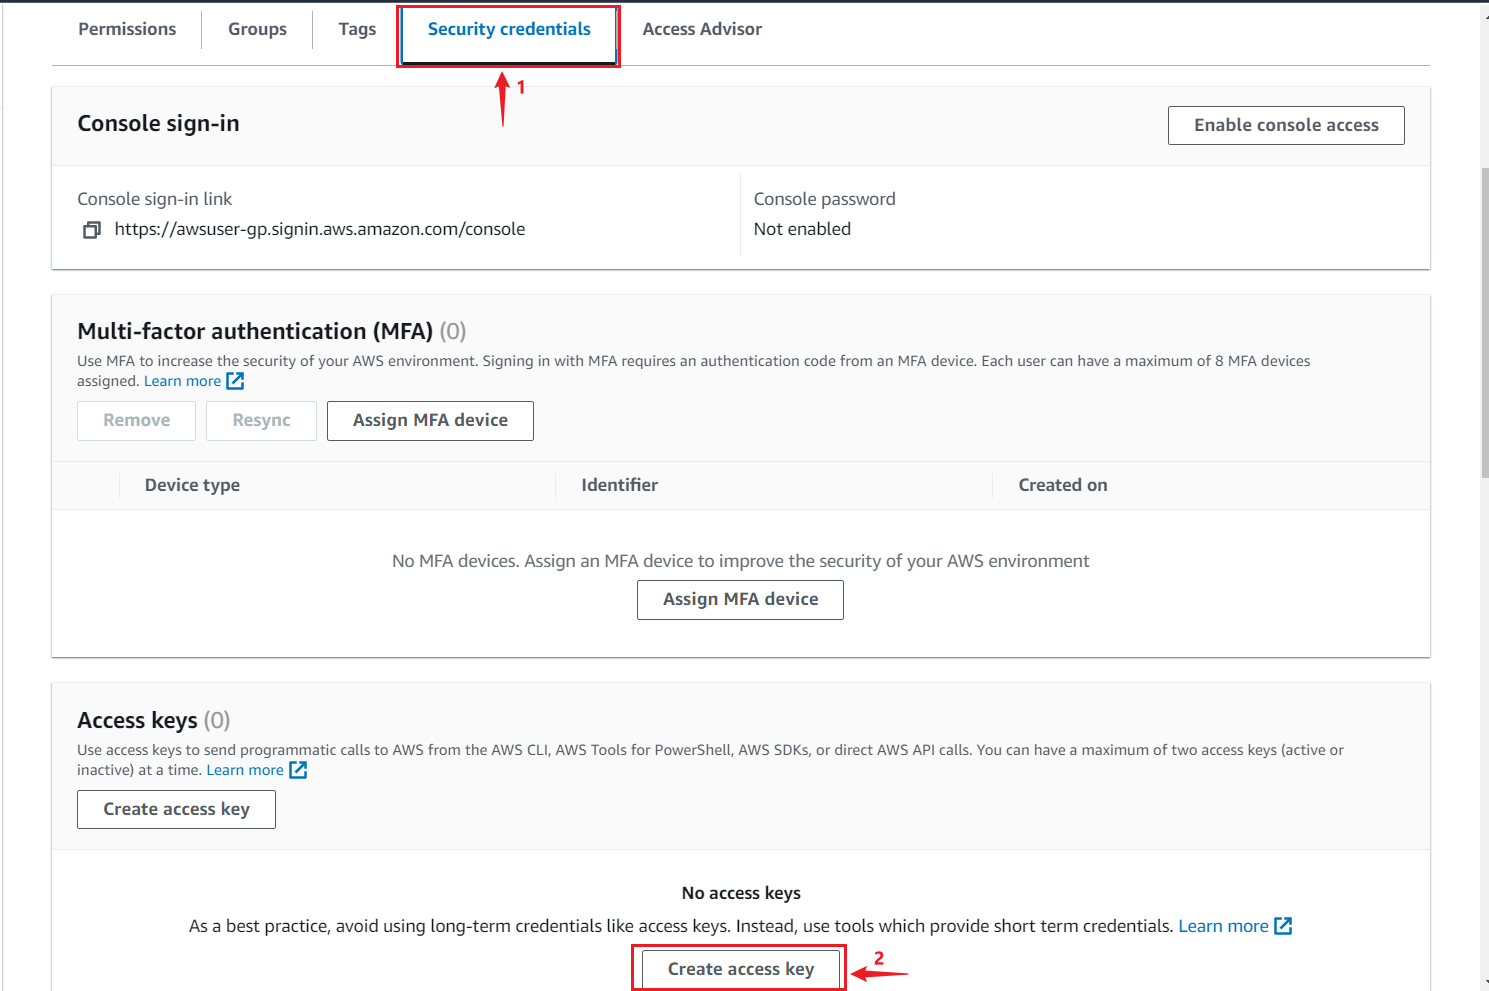 Permissions
Groups
Tags
Security credentials
Access Advisor
1
Console sign-in
Enable console access
Console sign-in link
https://awsuser-gp.signin.aws.amazon.com/console
Console password
Not enabled
Multi-factor authentication (MFA) (0)
Use MFA to increase the security of your AWS environment. Signing in with MFA requires an authentication code from an MFA device. Each user can have a maximum of 8 MFA devices
assigned. Learn more
Remove
Resync
Assign MFA device
Device type
Identifier
Created on
No MFA devices. Assign an MFA device to improve the security of your AWS environment
Assign MFA device
Access keys (0)
Use access keys to send programmatic calls to AWS from the AWS CLI, AWS Tools for PowerShell, AWS SDKs, or direct AWS API calls. You can have a maximum of two access keys (active or
inactive) at a time. Learn more
Create access key
No access keys
As a best practice, avoid using long-term credentials like access keys. Instead, use tools which provide short term credentials. Learn more
Create access key
2